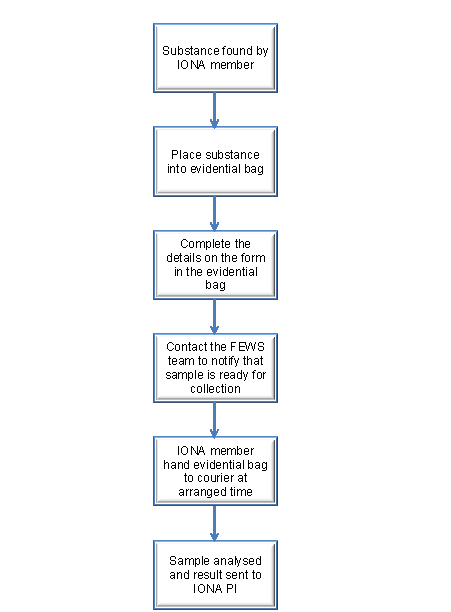 Substance found by
IONA member
Place substance
into evidential bag
Complete the
details on the form
in the evidential
bag
Contact the FEWS
team to notify that
sample is ready for
collection
IONA member
hand evidential bag
to courier at
arranged time
Sample analysed
and result sent to
IONA PI